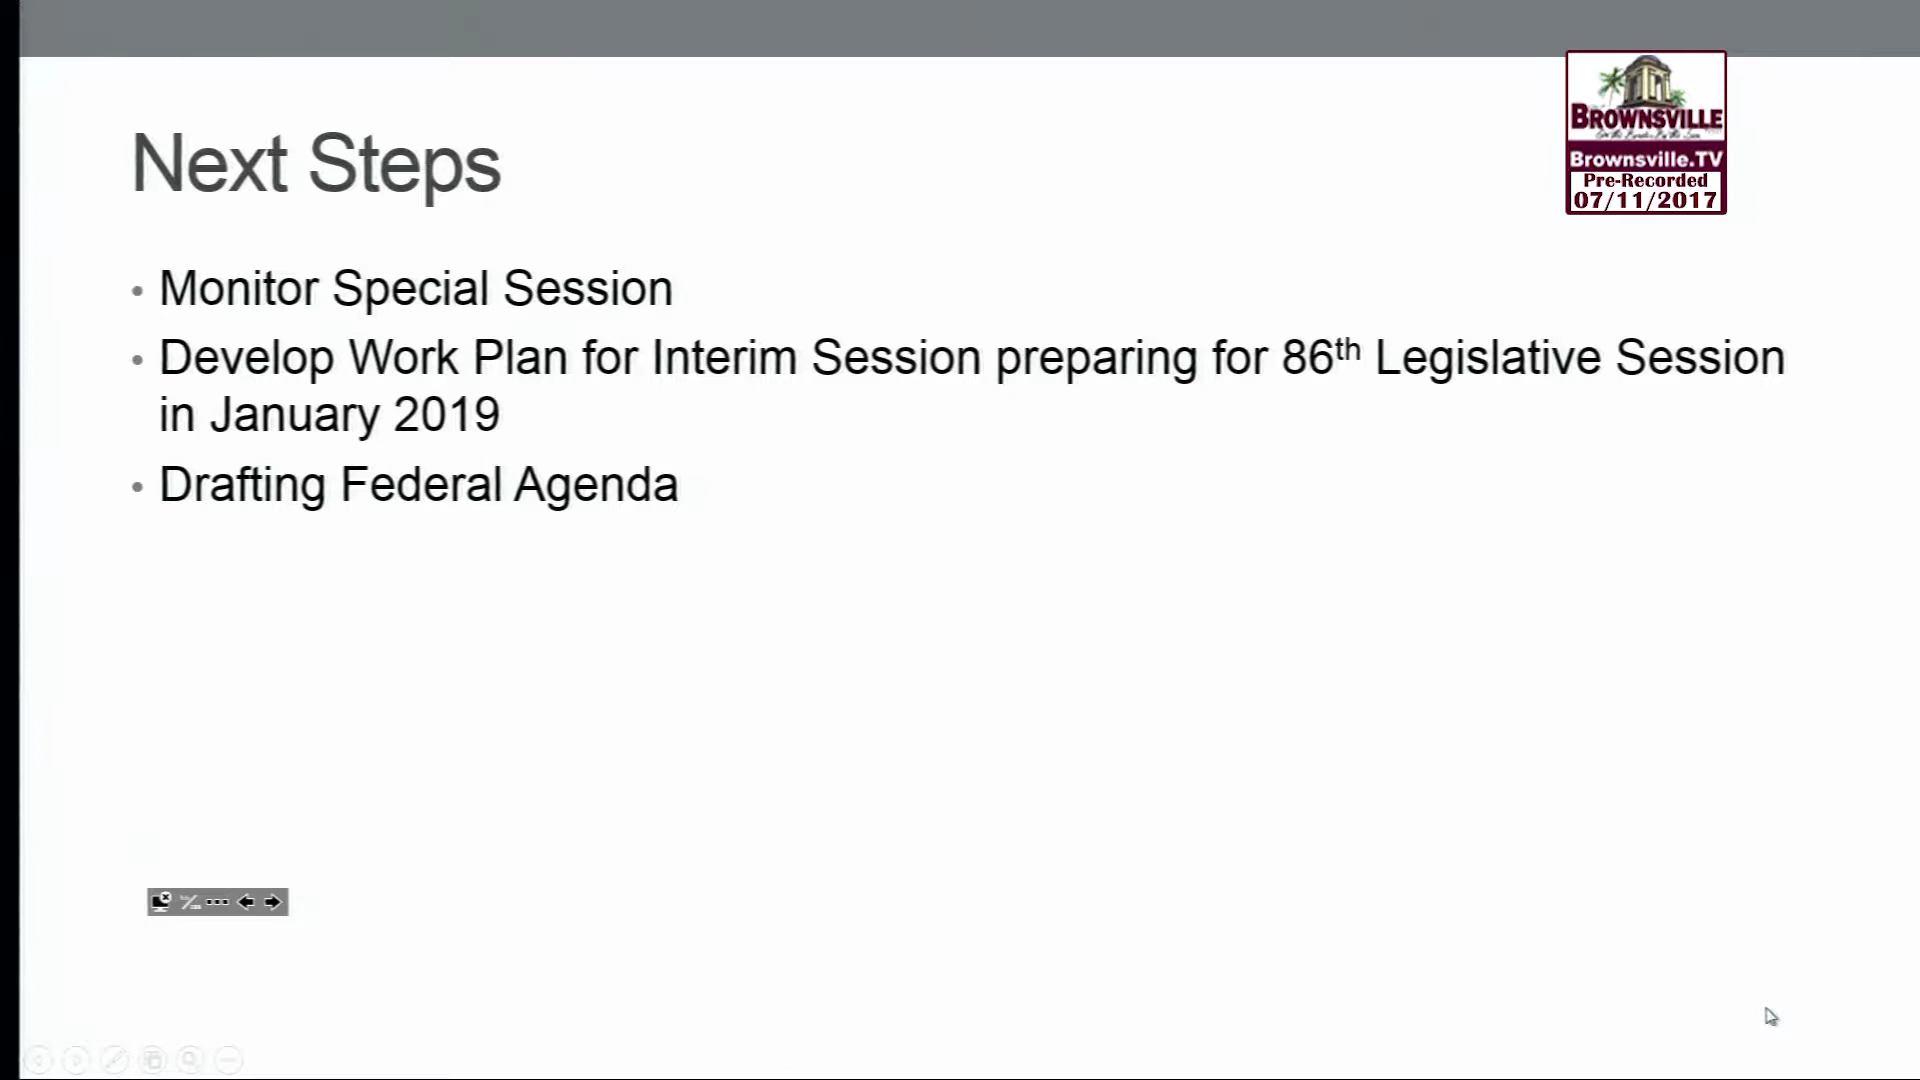 Next Steps
BROWNSVILLE
Brownsville.TV
Pre-Recorded
07/11/2017
• Monitor Special Session
• Develop Work Plan for Interim Session preparing for 86th Legislative Session
in January 2019
• Drafting Federal Agenda